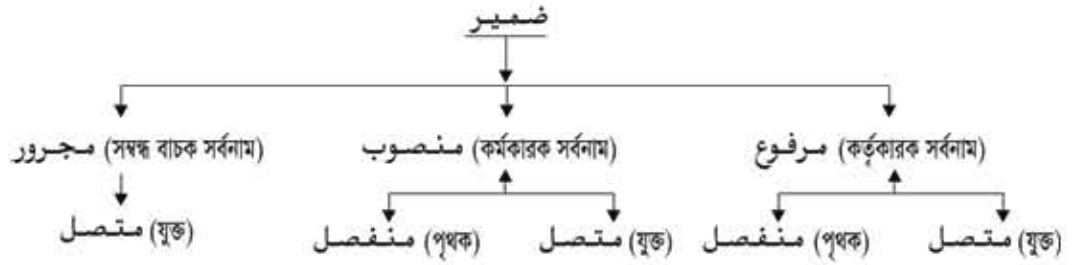 ضمير
مرفوع (কর্তৃকারক সর্বনাম) منصوب (কর্মকারক সর্বনাম) مجرور (সম্বন্ধ বাচক সর্বনাম)
متصل (যুক্ত) منفصل (পৃথক) متصل (যুক্ত) منفصل (পৃথক) متصل (যুক্ত)